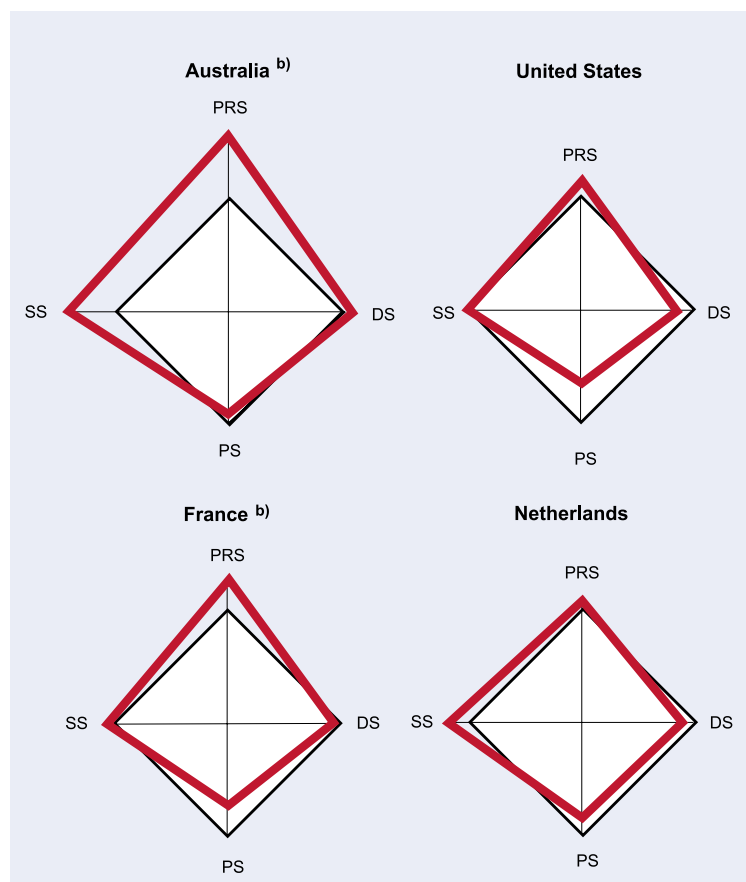 Australia b)
United States
PRS
PRS
SS
DS
SS
DS
PS
PS
France b)
Netherlands
PRS
PRS
SS
DS
SS
DS
PS
PS